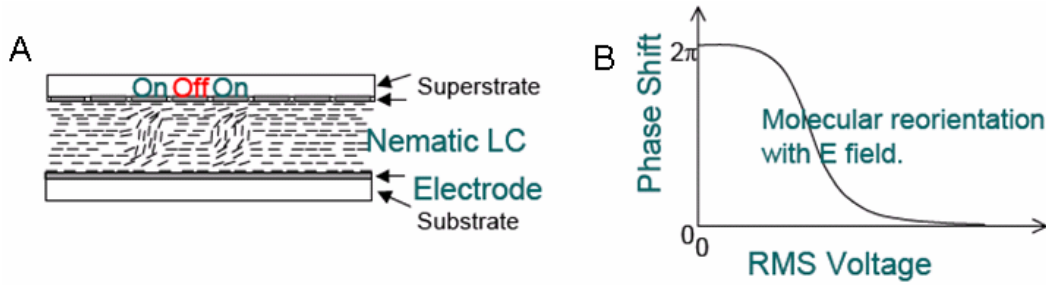 A
On Off On
Superstrate
Nematic LC
Electrode
Substrate
B
Phase Shift
2π
0
0
Molecular reorientation
with E field.
RMS Voltage